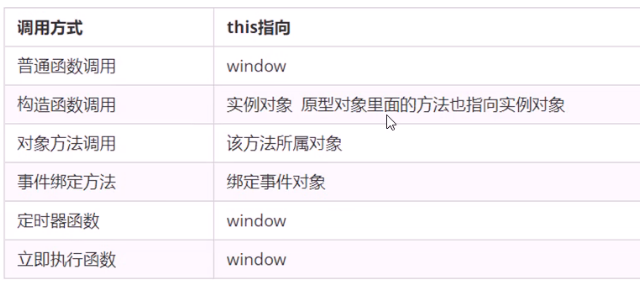 调用方式 this指向
普通函数调用 window
构造函数调用 实例对象 原型对象里面的方法也指向实例对象
对象方法调用 该方法所属对象
事件绑定方法 绑定事件对象
定时器函数 window
立即执行函数 window